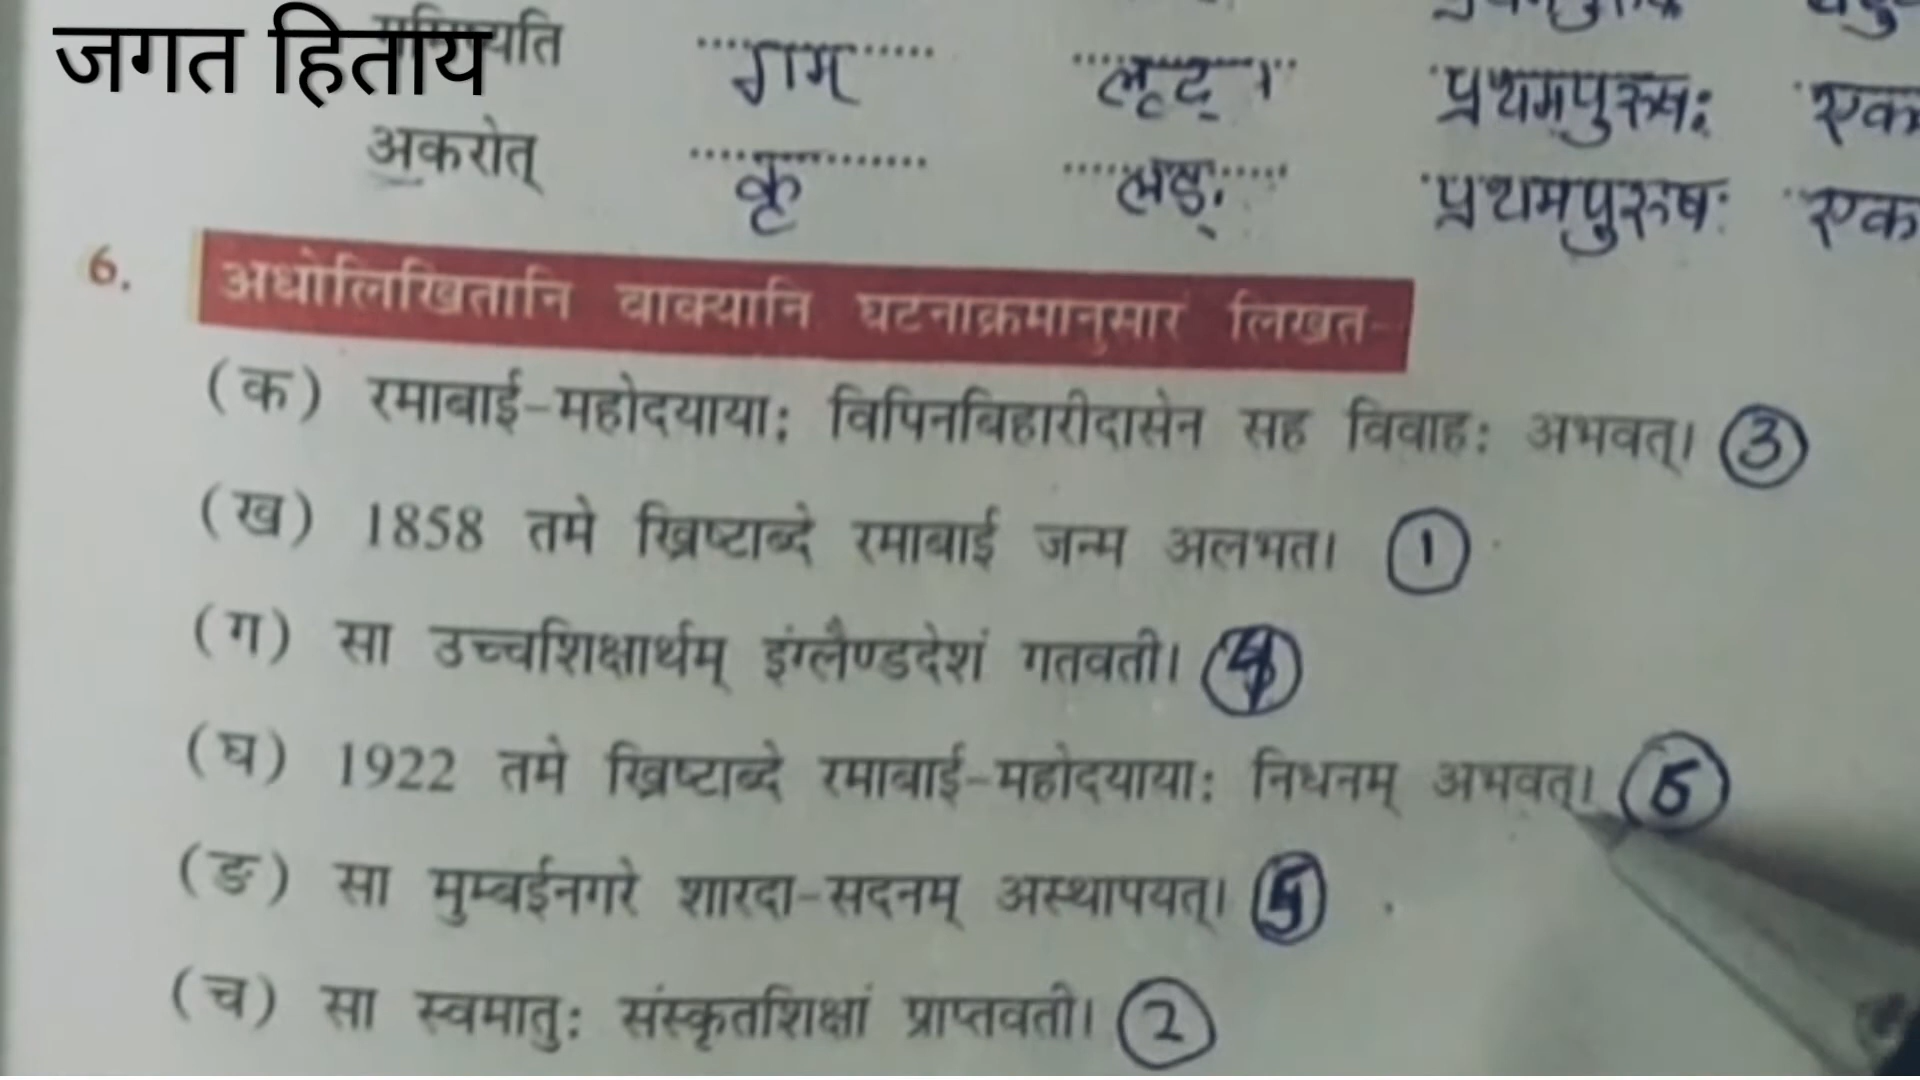 जगत हिताय
गम् लृट् । प्रथमपुरुषः एक
अकरोत् कृ लङ् प्रथमपुरुषः एक
6. अधोलिखितानि वाक्यानि घटनाक्रमानुसारं लिखत-
(क) रमाबाई-महोदयायाः विपिनबिहारीदासेन सह विवाहः अभवत्। 3
(ख) 1858 तमे ख्रिष्टाब्दे रमाबाई जन्म अलभत। 1
(ग) सा उच्चशिक्षार्थम् इंग्लैण्डदेशं गतवती। 4
(घ) 1922 तमे ख्रिष्टाब्दे रमाबाई-महोदयायाः निधनम् अभवत्।
(ङ) सा मुम्बईनगरे शारदा-सदनम् अस्थापयत्। 5
(च) सा स्वमातुः संस्कृतशिक्षां प्राप्तवती। 2